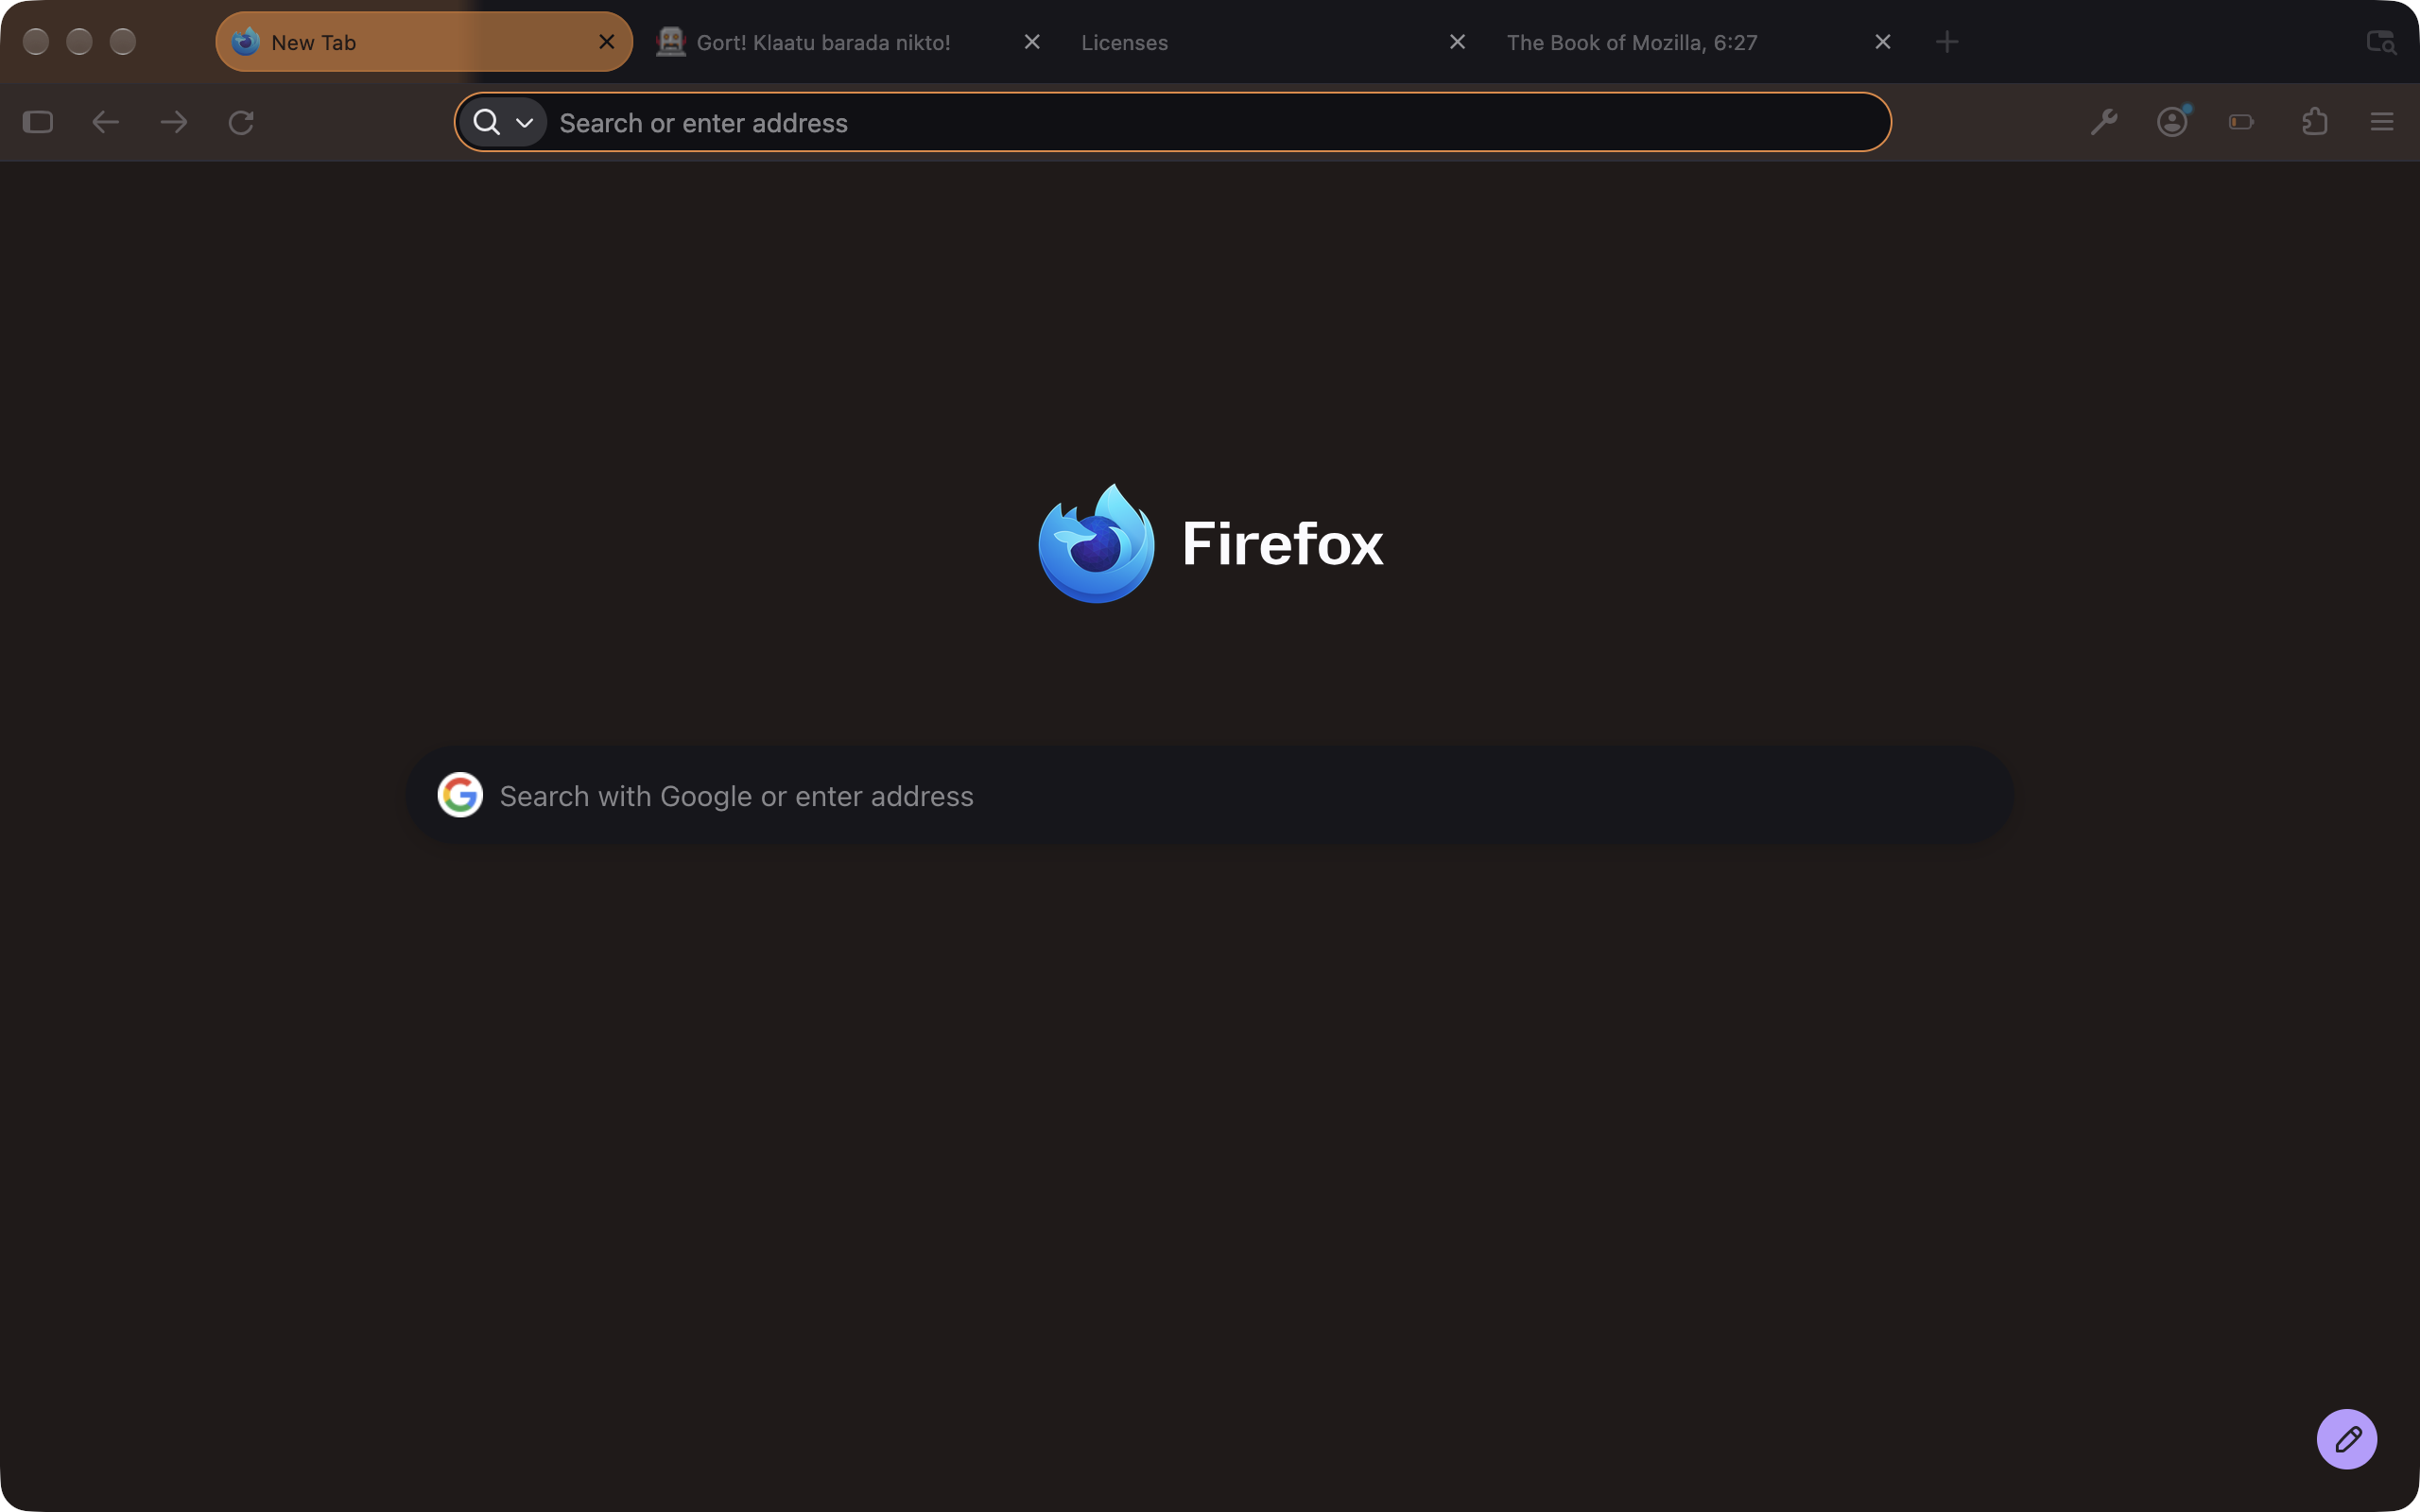 New Tab
Gort! Klaatu barada nikto!
Licenses
The Book of Mozilla, 6:27
Search or enter address
Firefox
Search with Google or enter address